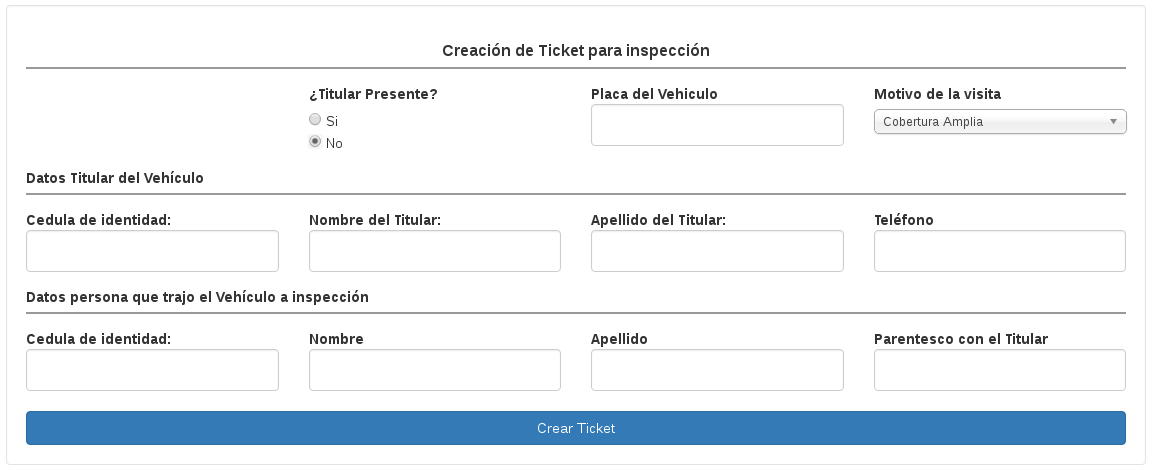 Creación de Ticket para inspección
¿Titular Presente?
Si
No
Placa del Vehiculo
Motivo de la visita
Cobertura Amplia
Datos Titular del Vehículo
Cedula de identidad:
Nombre del Titular:
Apellido del Titular:
Teléfono
Datos persona que trajo el Vehículo a inspección
Cedula de identidad:
Nombre
Apellido
Parentesco con el Titular
Crear Ticket